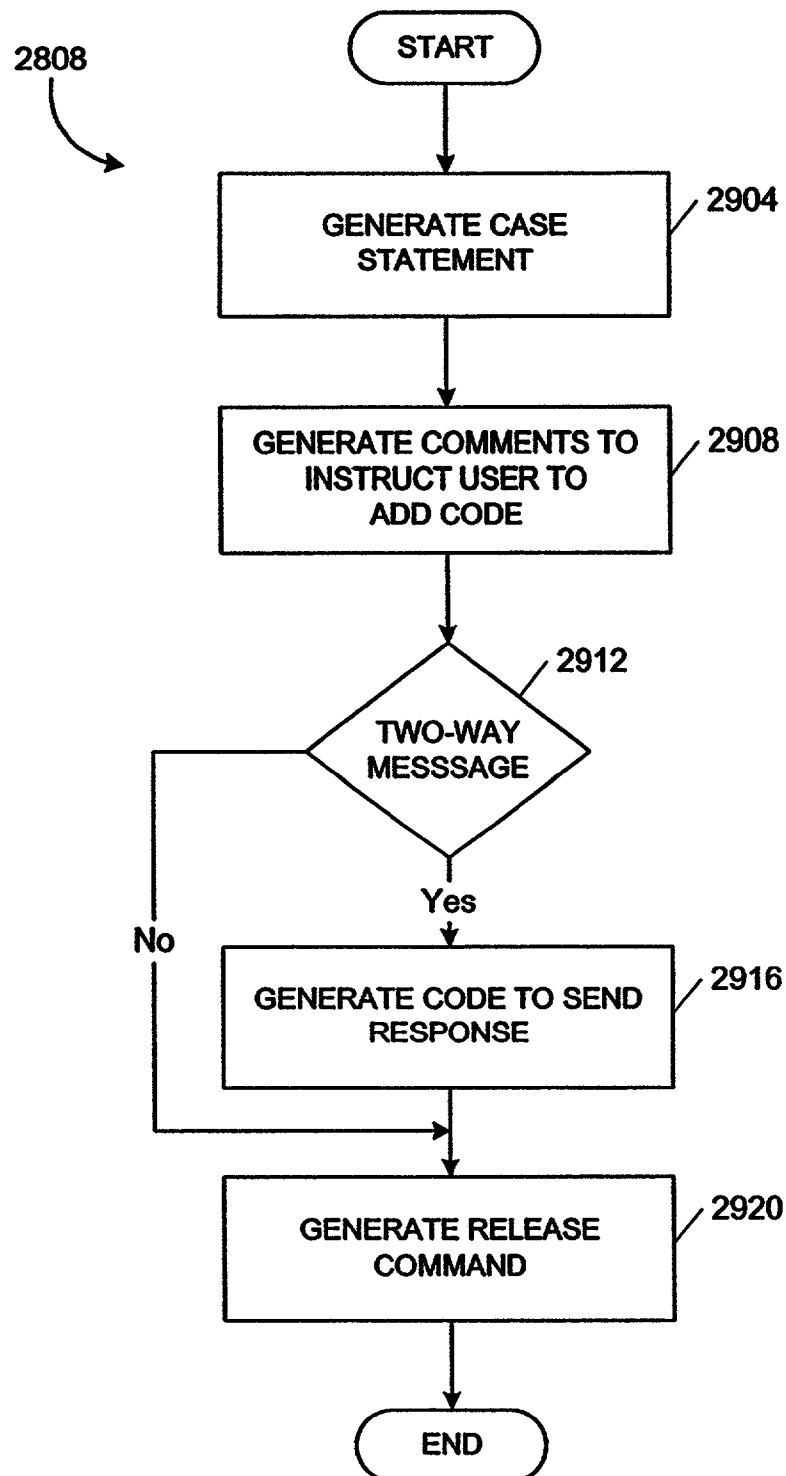 START
2808
2904
GENERATE CASE
STATEMENT
2908
GENERATE COMMENTS TO
INSTRUCT USER TO
ADD CODE
2912
TWO-WAY
MESSSAGE
Yes
No
2916
GENERATE CODE TO SEND
RESPONSE
2920
GENERATE RELEASE
COMMAND
END